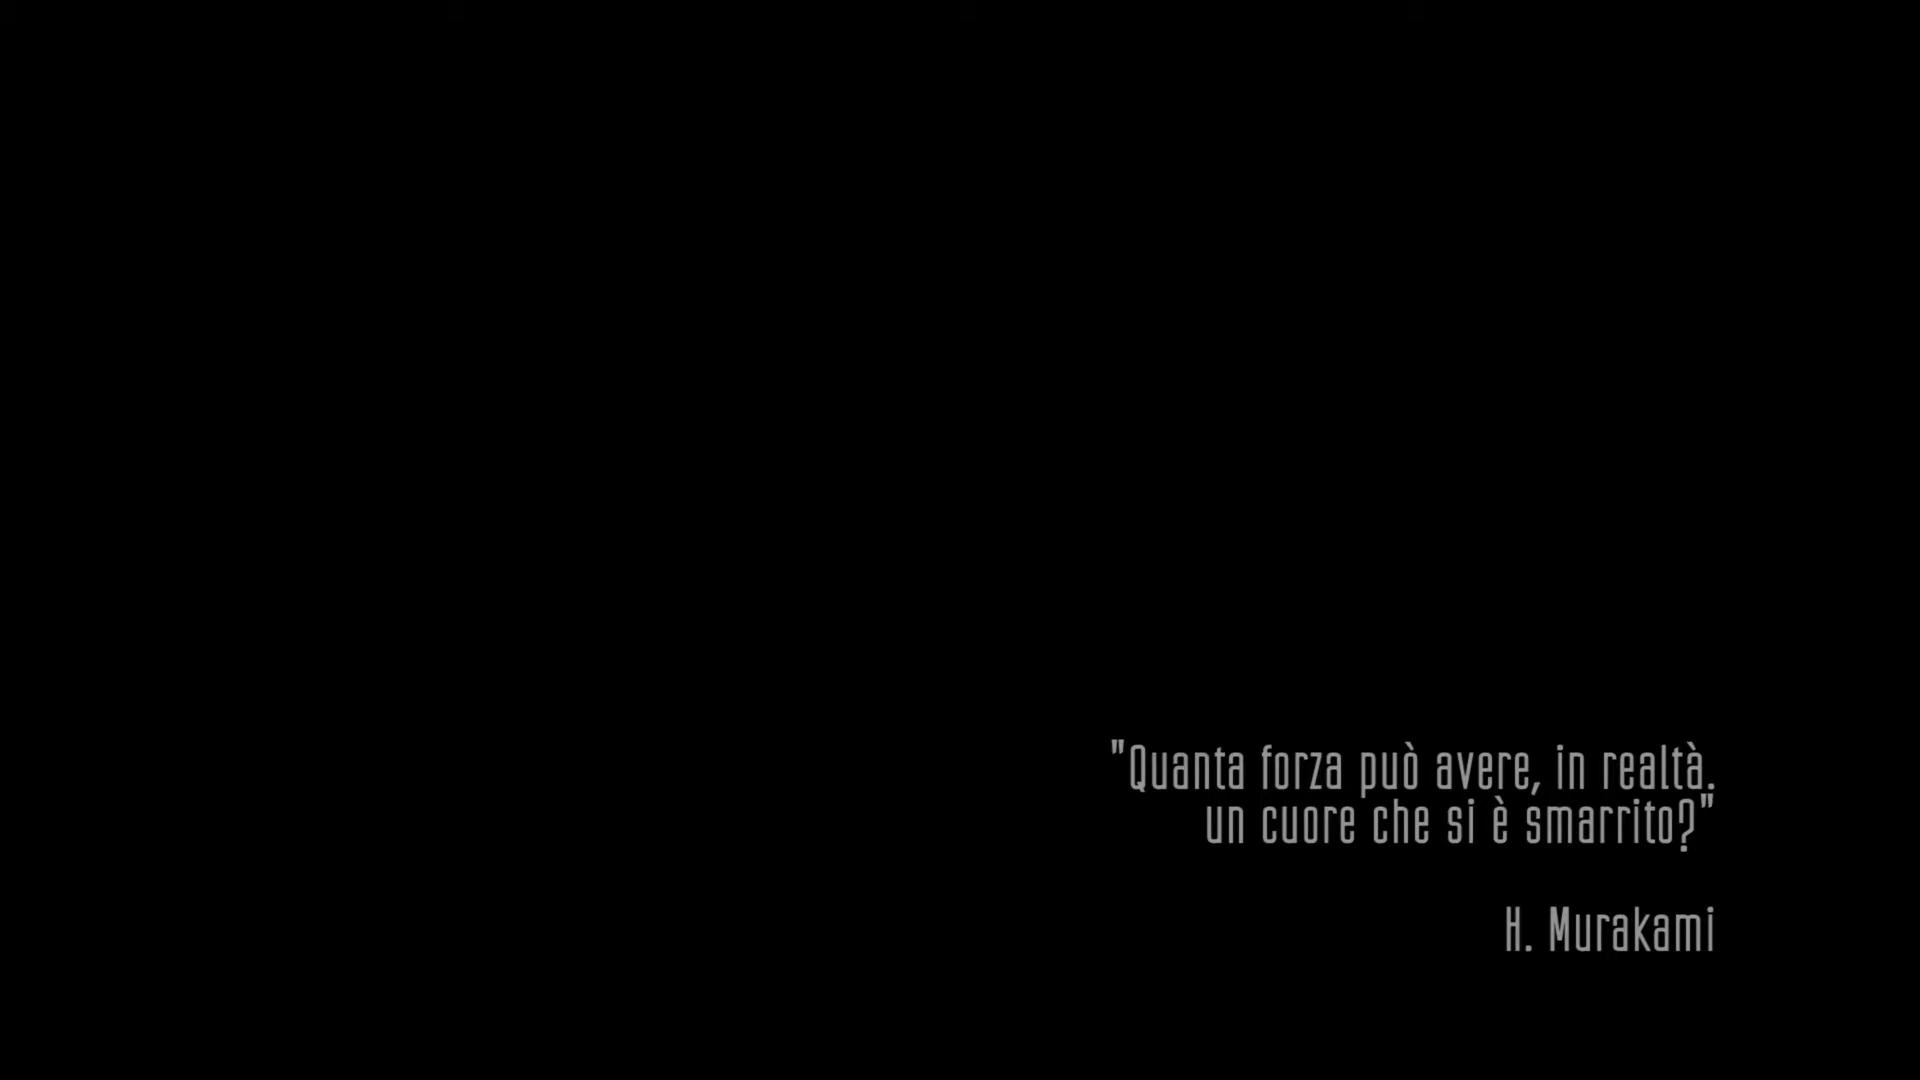 "Quanta forza può avere, in realtà.
un cuore che si è smarrito?"
H. Murakami